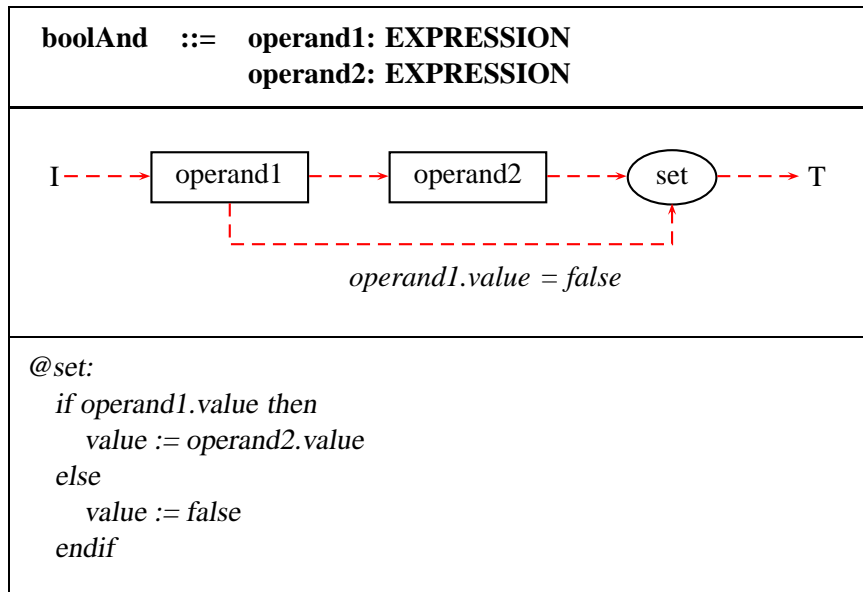 boolAnd ::= operand1: EXPRESSION
operand2: EXPRESSION
I operand1 operand2 set T
operand1.value = false
@set:
if operand1.value then
value := operand2.value
else
value := false
endif